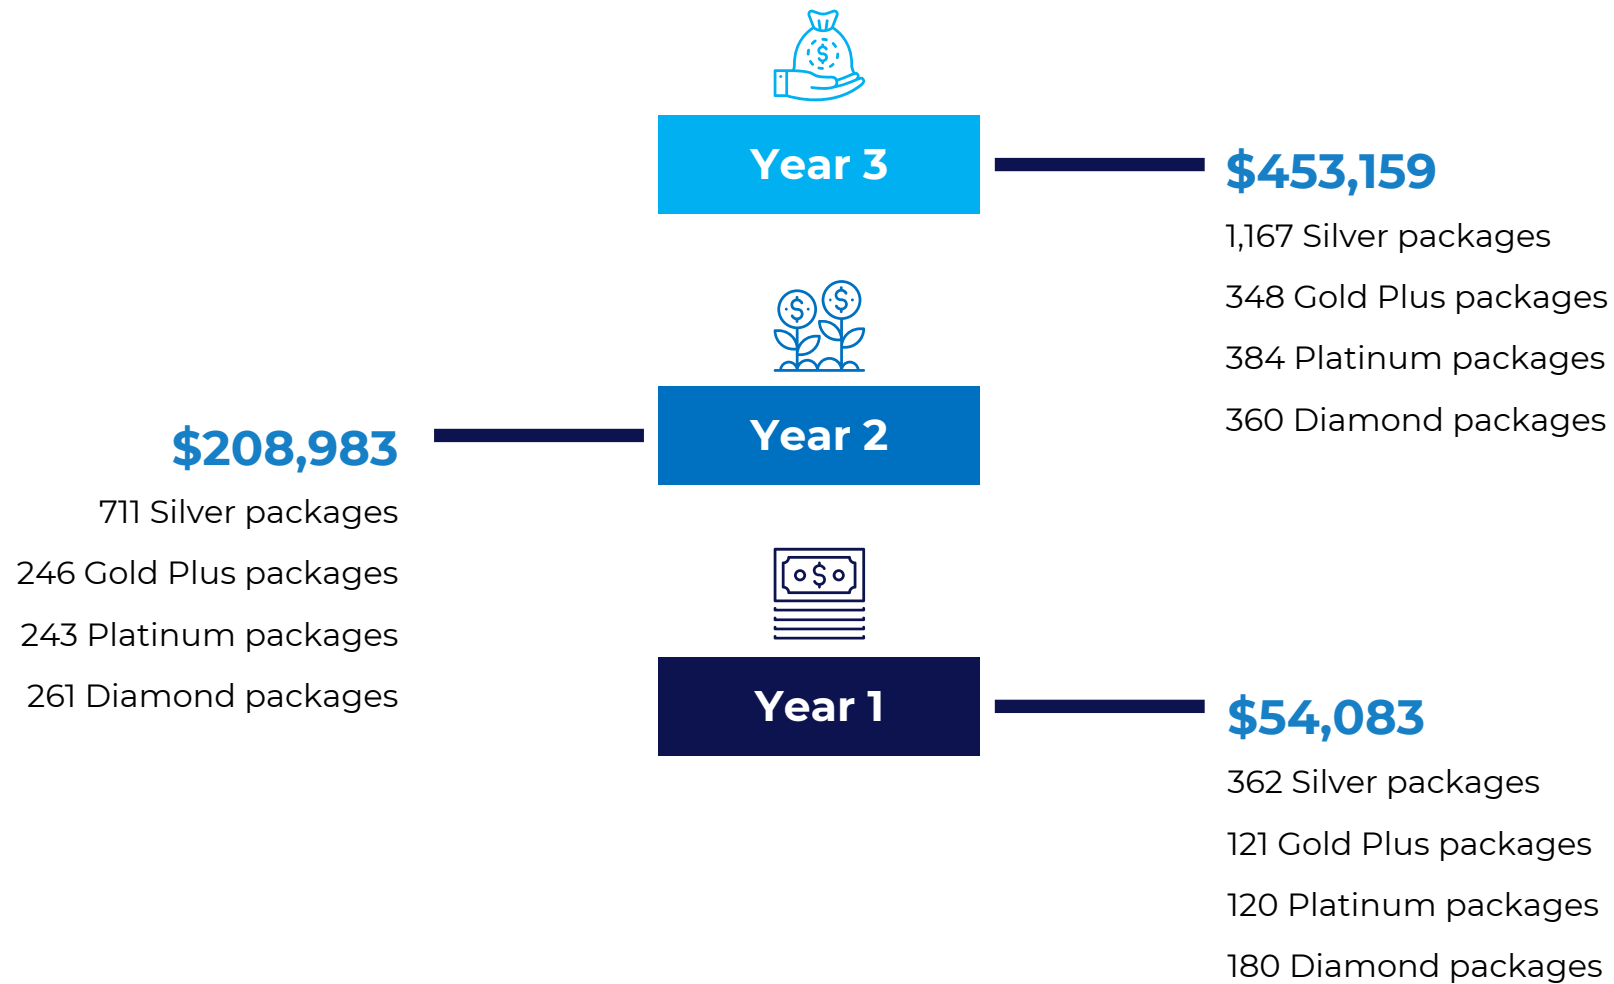 $
Year 3
$453,159
1,167 Silver packages
348 Gold Plus packages
384 Platinum packages
360 Diamond packages
$ $
Year 2
$208,983
711 Silver packages
246 Gold Plus packages
243 Platinum packages
261 Diamond packages
$
Year 1
$54,083
362 Silver packages
121 Gold Plus packages
120 Platinum packages
180 Diamond packages